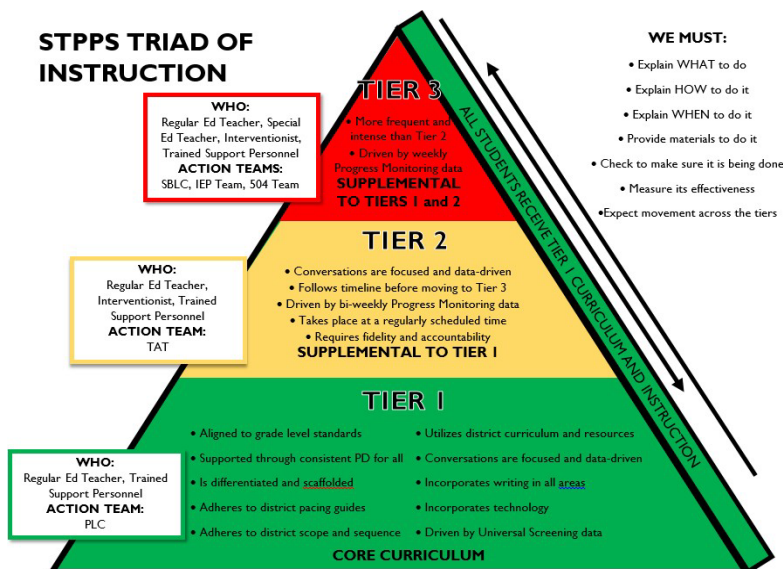 STPPS TRIAD OF
INSTRUCTION
WHO:
Regular Ed Teacher, Special
Ed Teacher, Interventionist,
Trained Support Personnel
ACTION TEAMS:
SBLC, IEP Team, 504 Team
TIER 3
• More frequent and
intense than Tier 2
• Driven by weekly
Progress Monitoring data
SUPPLEMENTAL
TO TIERS 1 and 2
ALL STUDENTS RECEIVE TIER 1 CURRICULUM AND INSTRUCTION
WE MUST:
• Explain WHAT to do
• Explain HOW to do it
• Explain WHEN to do it
• Provide materials to do it
• Check to make sure it is being done
• Measure its effectiveness
•Expect movement across the tiers
WHO:
Regular Ed Teacher,
Interventionist, Trained
Support Personnel
ACTION TEAM:
TAT
TIER 2
• Conversations are focused and data-driven
• Follows timeline before moving to Tier 3
• Driven by bi-weekly Progress Monitoring data
• Takes place at a regularly scheduled time
• Requires fidelity and accountability
SUPPLEMENTAL TO TIER 1
WHO:
Regular Ed Teacher, Trained
Support Personnel
ACTION TEAM:
PLC
TIER 1
• Aligned to grade level standards
• Supported through consistent PD for all
• Is differentiated and scaffolded
• Adheres to district pacing guides
• Adheres to district scope and sequence
• Utilizes district curriculum and resources
• Conversations are focused and data-driven
• Incorporates writing in all areas
• Incorporates technology
• Driven by Universal Screening data
CORE CURRICULUM